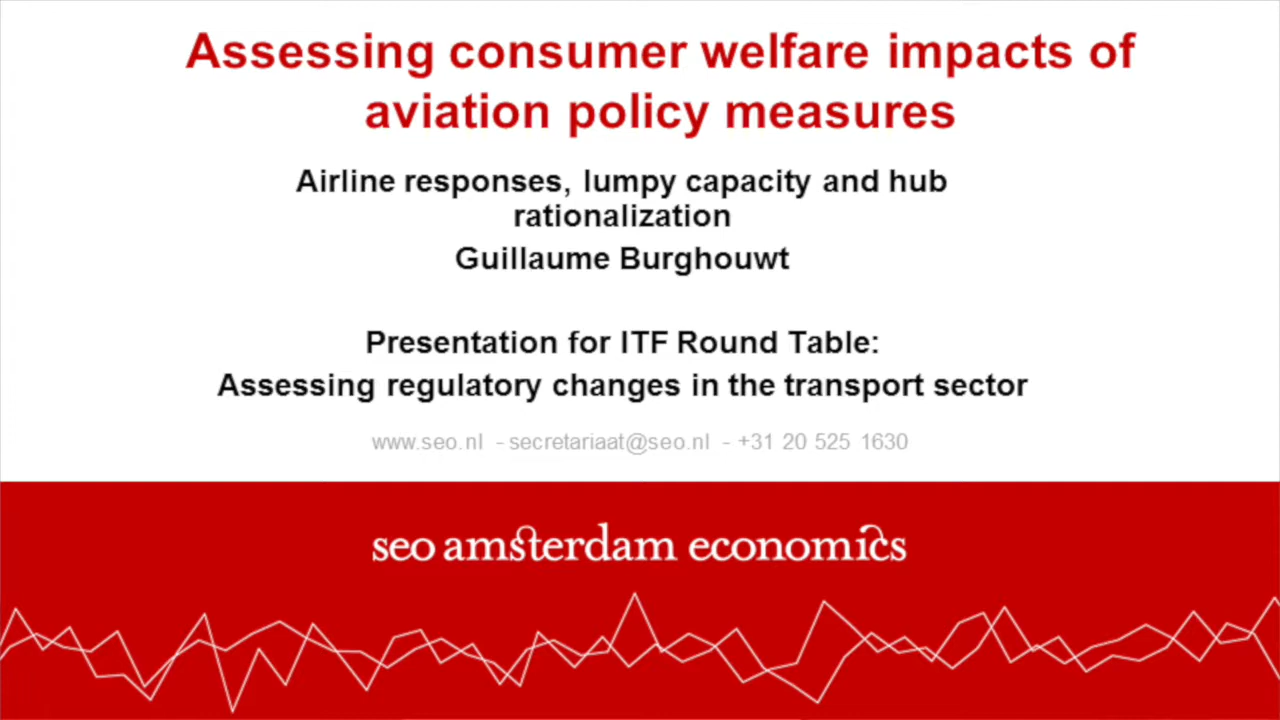 Assessing consumer welfare impacts of
aviation policy measures
Airline responses, lumpy capacity and hub
rationalization
Guillaume Burghouwt
Presentation for ITF Round Table:
Assessing regulatory changes in the transport sector
www.seo.nl - secretariaat@seo.nl - +31 20 525 1630
seo amsterdam economics